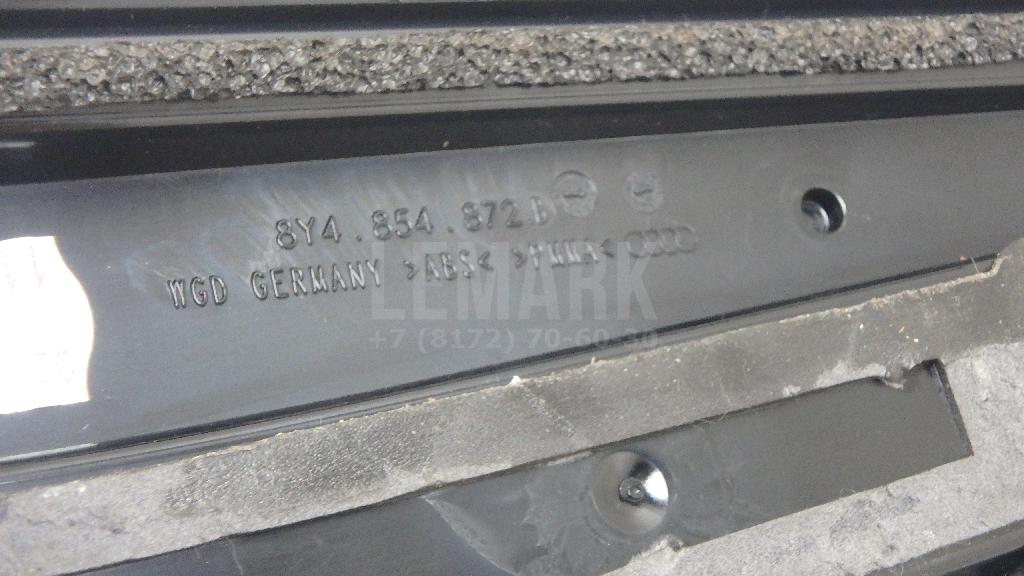 8Y4.854.872.B
WGD GERMANY >ABS< >PMMA<
LEMARK
+7 (8172) 70-60-30